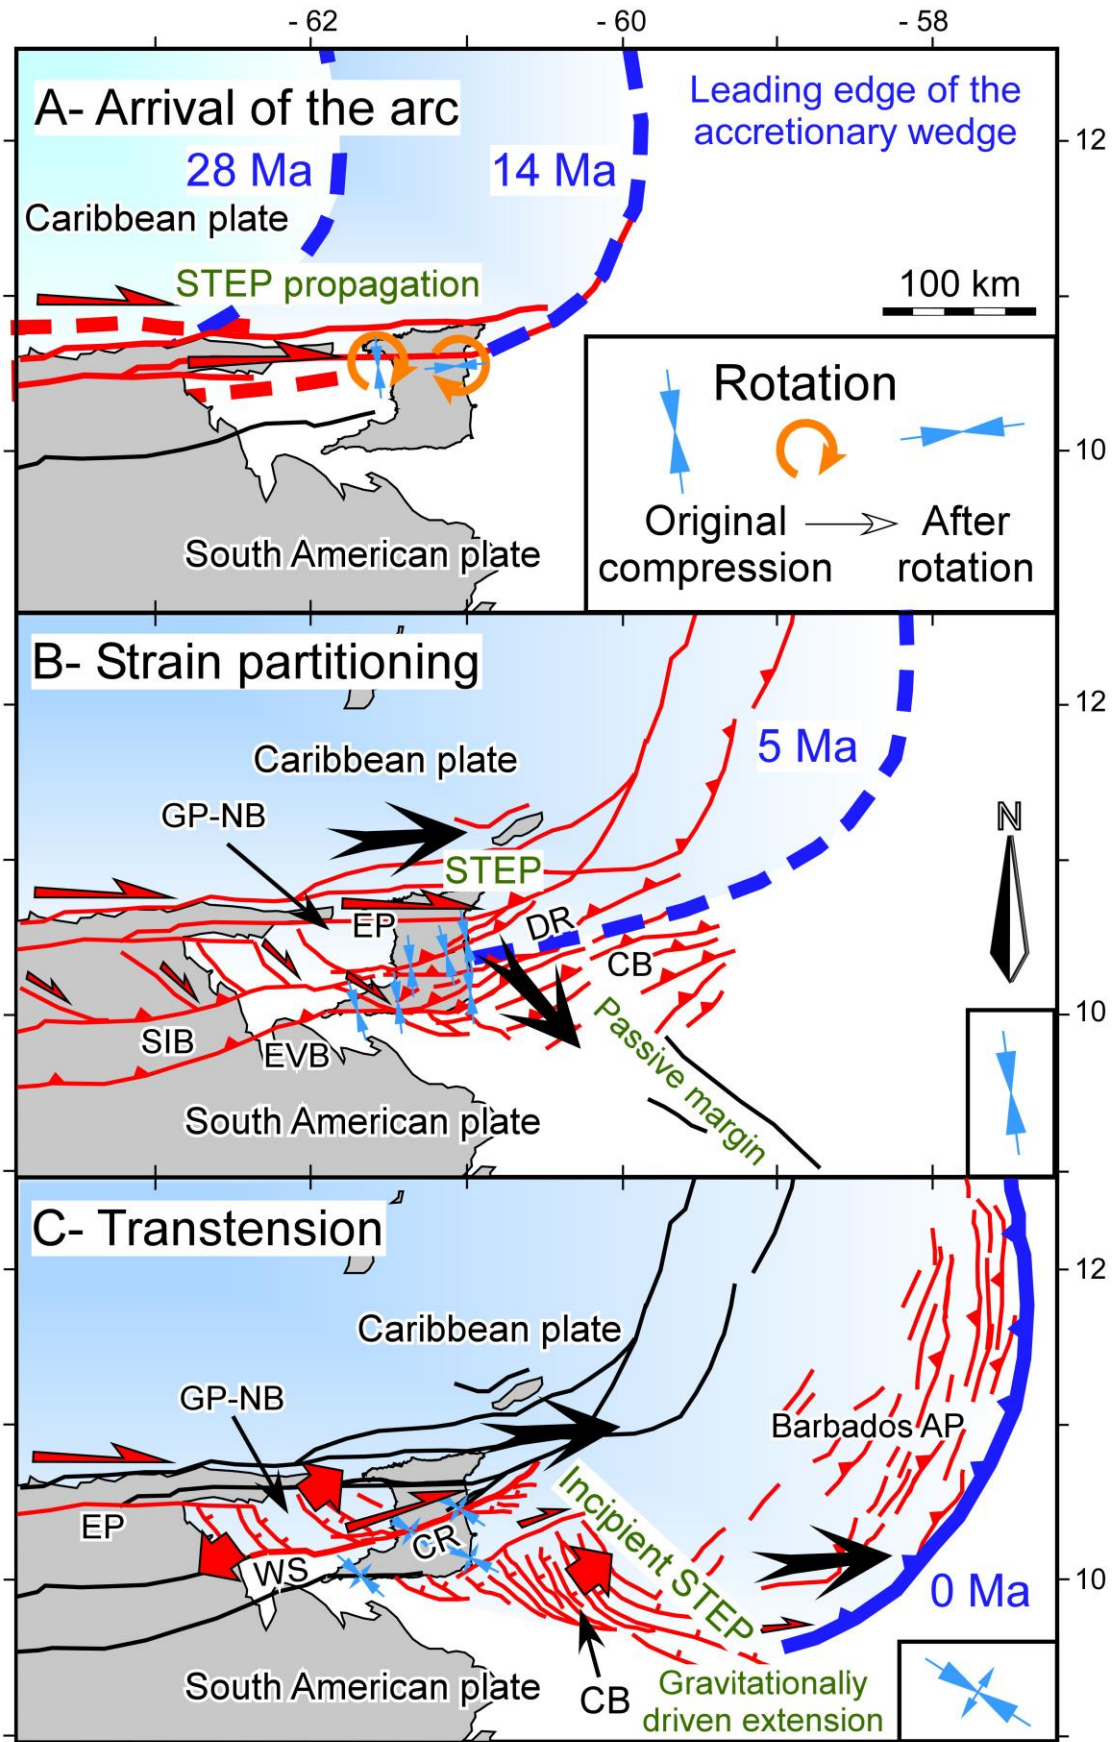 - 62
- 60
- 58
A- Arrival of the arc
Leading edge of the
accretionary wedge
12
28 Ma
14 Ma
Caribbean plate
STEP propagation
100 km
Rotation
10
Original
compression
After
rotation
South American plate
B- Strain partitioning
12
5 Ma
Caribbean plate
GP-NB
N
STEP
EP
DR
CB
10
SIB
EVB
Passive margin
South American plate
C- Transtension
12
Caribbean plate
GP-NB
Barbados AP
EP
CR
Incipient STEP
WS
10
0 Ma
South American plate
CB
Gravitationally
driven extension